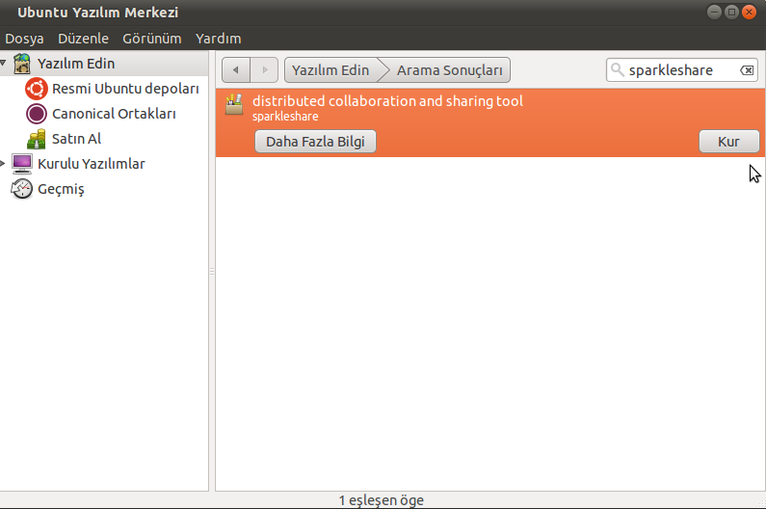 Ubuntu Yazılım Merkezi
Dosya Düzenle Görünüm Yardım
Yazılım Edin
Resmi Ubuntu depoları
Canonical Ortakları
Satın Al
Kurulu Yazılımlar
Geçmiş
Yazılım Edin Arama Sonuçları sparkleshare
distributed collaboration and sharing tool
sparkleshare
Daha Fazla Bilgi Kur
1 eşleşen öge